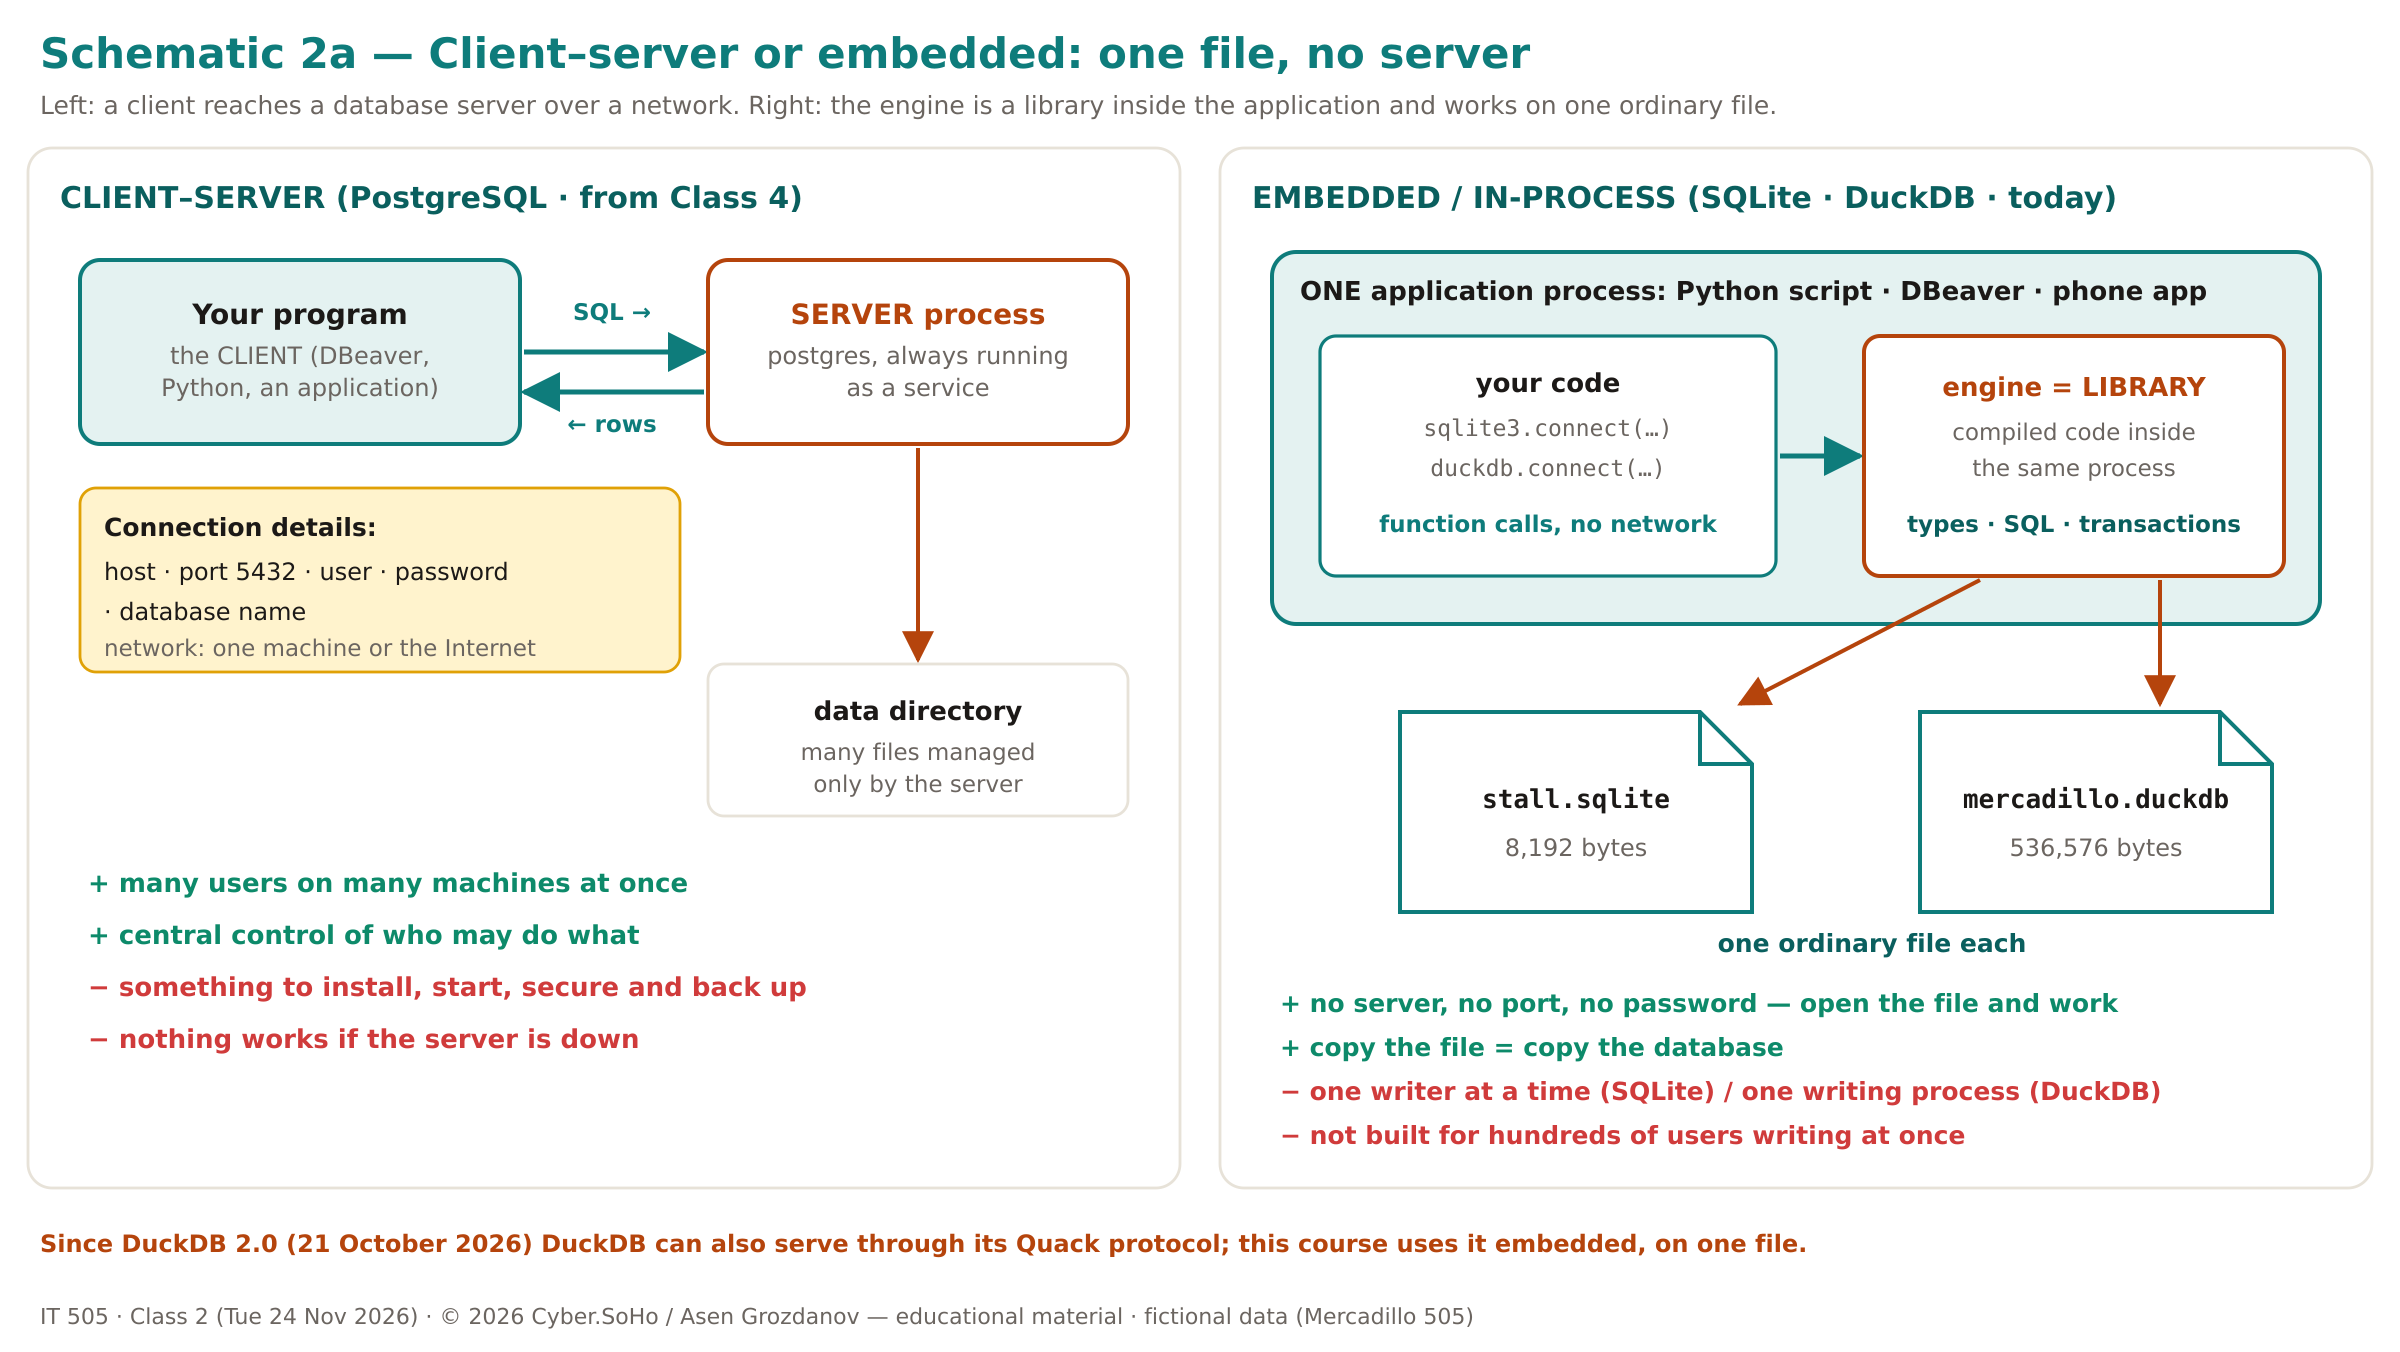 Schematic 2a — Client–server or embedded: one file, no server
Left: a client reaches a database server over a network. Right: the engine is a library inside the application and works on one ordinary file.
CLIENT–SERVER (PostgreSQL · from Class 4)
Your program
the CLIENT (DBeaver,
Python, an application)
SQL →
← rows
SERVER process
postgres, always running
as a service
Connection details:
host · port 5432 · user · password
· database name
network: one machine or the Internet
data directory
many files managed
only by the server
+ many users on many machines at once
+ central control of who may do what
− something to install, start, secure and back up
− nothing works if the server is down
EMBEDDED / IN-PROCESS (SQLite · DuckDB · today)
ONE application process: Python script · DBeaver · phone app
your code
sqlite3.connect(…)
duckdb.connect(…)
function calls, no network
engine = LIBRARY
compiled code inside
the same process
types · SQL · transactions
stall.sqlite
8,192 bytes
mercadillo.duckdb
536,576 bytes
one ordinary file each
+ no server, no port, no password — open the file and work
+ copy the file = copy the database
− one writer at a time (SQLite) / one writing process (DuckDB)
− not built for hundreds of users writing at once
Since DuckDB 2.0 (21 October 2026) DuckDB can also serve through its Quack protocol; this course uses it embedded, on one file.
IT 505 · Class 2 (Tue 24 Nov 2026) · © 2026 Cyber.SoHo / Asen Grozdanov — educational material · fictional data (Mercadillo 505)